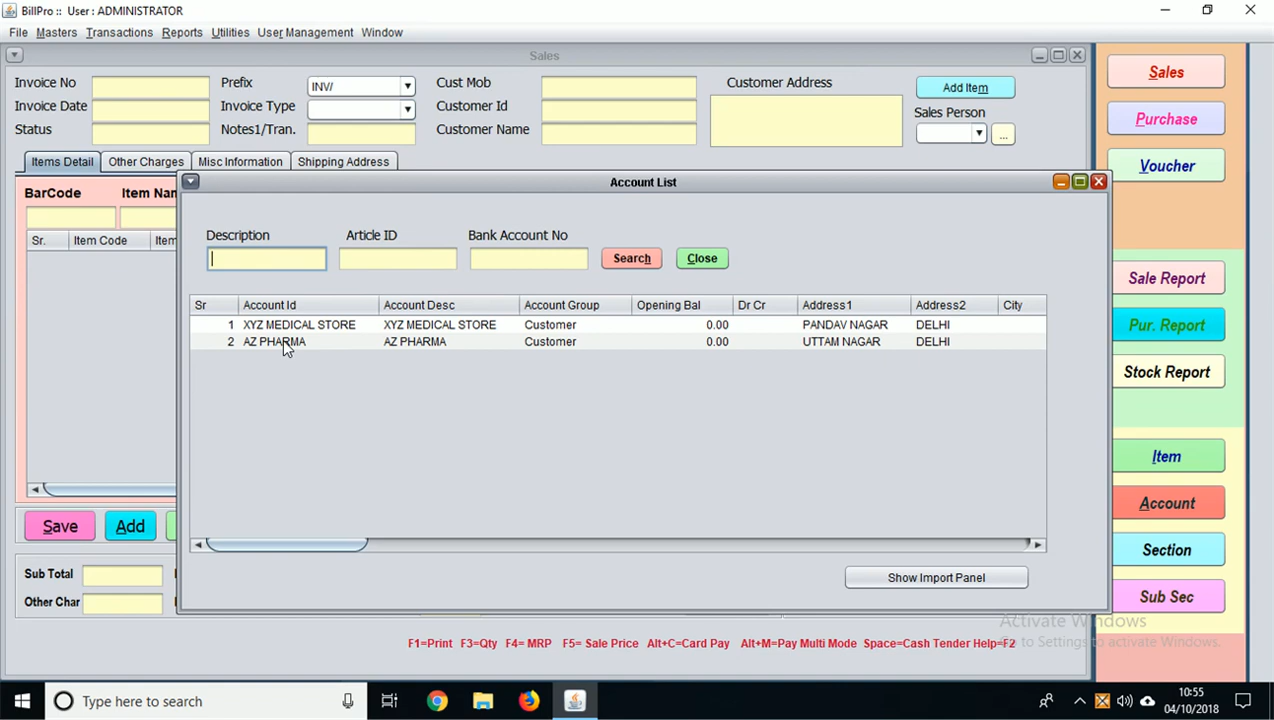 BillPro :: User : ADMINISTRATOR
File Masters Transactions Reports Utilities User Management Window
Sales
Invoice No Prefix INV/ Cust Mob Customer Address Add Item
Invoice Date Invoice Type Customer Id Sales Person
Status Notes1/Tran. Customer Name ...
Items Detail Other Charges Misc Information Shipping Address
Account List
BarCode Item Nam
Sr. Item Code Item
Description Article ID Bank Account No
Search Close
Sr Account Id Account Desc Account Group Opening Bal Dr Cr Address1 Address2 City
1 XYZ MEDICAL STORE XYZ MEDICAL STORE Customer 0.00 PANDAV NAGAR DELHI
2 AZ PHARMA AZ PHARMA Customer 0.00 UTTAM NAGAR DELHI
Show Import Panel
Save Add
Sub Total
Other Char
F1=Print F3=Qty F4= MRP F5= Sale Price Alt+C=Card Pay Alt+M=Pay Multi Mode Space=Cash Tender Help=F2
Sales
Purchase
Voucher
Sale Report
Pur. Report
Stock Report
Item
Account
Section
Sub Sec
Activate Windows
Go to Settings to activate Windows.
Type here to search
10:55
04/10/2018